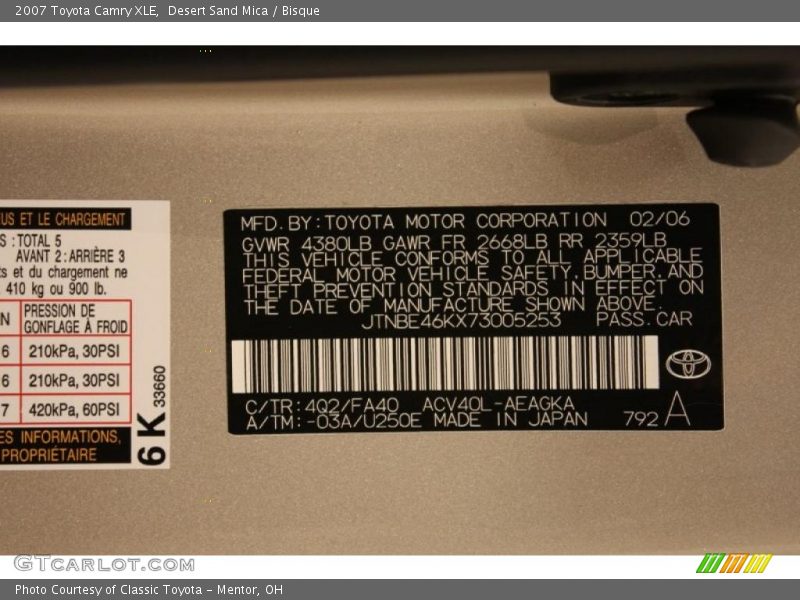 2007 Toyota Camry XLE,  Desert Sand Mica / Bisque
US ET LE CHARGEMENT
S : TOTAL 5
AVANT 2 : ARRIÈRE 3
et du chargement ne
410 kg ou 900 lb.
N PRESSION DE
GONFLAGE À FROID
6 210kPa, 30PSI
6 210kPa, 30PSI
7 420kPa, 60PSI
ES INFORMATIONS,
PROPRIÉTAIRE
6 K 33660
MFD. BY: TOYOTA MOTOR CORPORATION 02/06
GVWR 4380LB GAWR FR 2668LB RR 2359LB
THIS VEHICLE CONFORMS TO ALL APPLICABLE
FEDERAL MOTOR VEHICLE SAFETY, BUMPER, AND
THEFT PREVENTION STANDARDS IN EFFECT ON
THE DATE OF MANUFACTURE SHOWN ABOVE.
JTNBE46KX73005253 PASS. CAR
C/TR: 4Q2/FA40 ACV40L-AEAGKA
A/TM: -03A/U250E MADE IN JAPAN 792 A
GTCARLOT.COM
Photo Courtesy of Classic Toyota - Mentor, OH